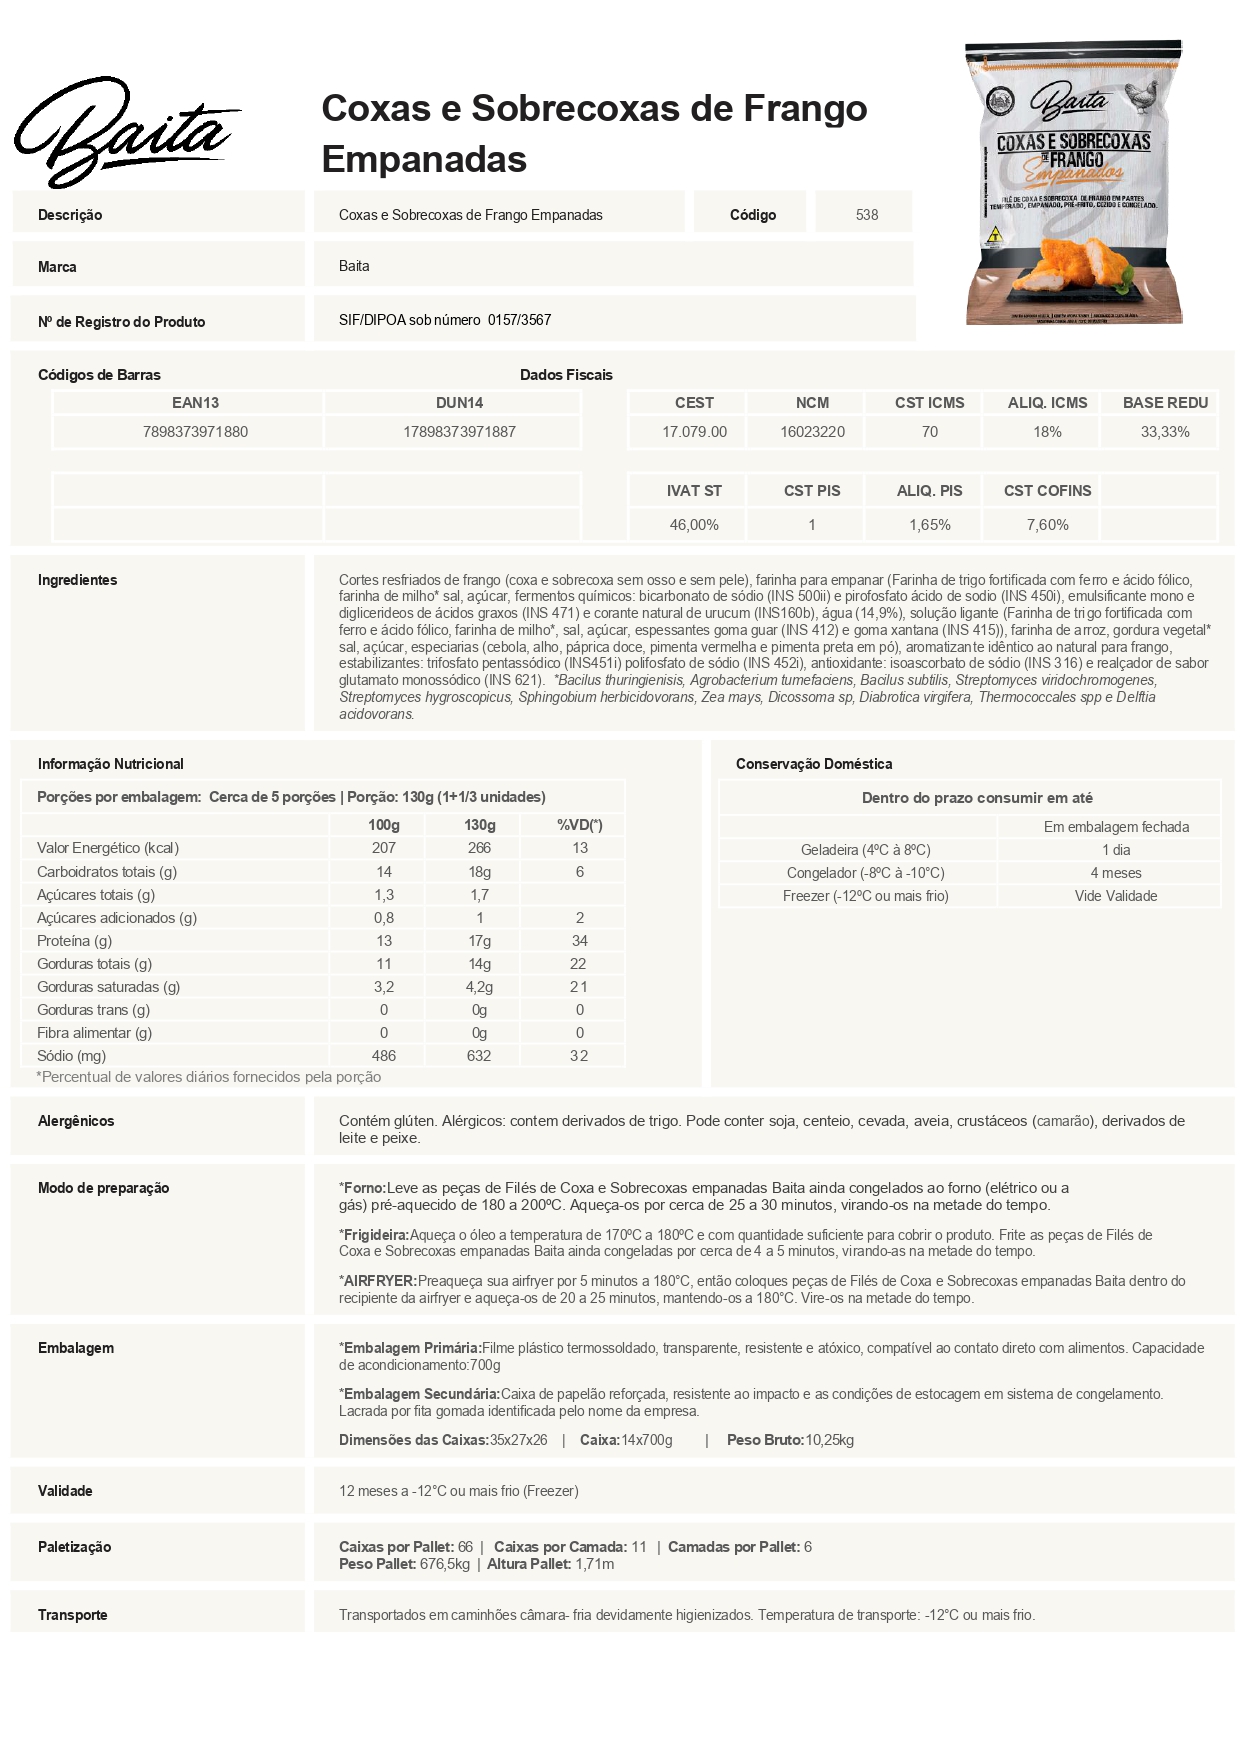 Baita
Coxas e Sobrecoxas de Frango
Empanadas
Baita
COXAS E SOBRECOXAS
DE FRANGO
Empanados
FILÉ DE COXA E SOBRECOXA DE FRANGO EM PARTES
TEMPERADO, EMPANADO, PRÉ-FRITO, COZIDO E CONGELADO.
T
Descrição
Coxas e Sobrecoxas de Frango Empanadas
Código
538
Marca
Baita
Nº de Registro do Produto
SIF/DIPOA sob número 0157/3567
Códigos de Barras
Dados Fiscais
EAN13 DUN14
7898373971880 17898373971887
CEST NCM CST ICMS ALIQ. ICMS BASE REDU
17.079.00 16023220 70 18% 33,33%
IVAT ST CST PIS ALIQ. PIS CST COFINS
46,00% 1 1,65% 7,60%
Ingredientes
Cortes resfriados de frango (coxa e sobrecoxa sem osso e sem pele), farinha para empanar (Farinha de trigo fortificada com ferro e ácido fólico,
farinha de milho* sal, açúcar, fermentos químicos: bicarbonato de sódio (INS 500ii) e pirofosfato ácido de sodio (INS 450i), emulsificante mono e
diglicerideos de ácidos graxos (INS 471) e corante natural de urucum (INS160b), água (14,9%), solução ligante (Farinha de trigo fortificada com
ferro e ácido fólico, farinha de milho*, sal, açúcar, espessantes goma guar (INS 412) e goma xantana (INS 415)), farinha de arroz, gordura vegetal*
sal, açúcar, especiarias (cebola, alho, páprica doce, pimenta vermelha e pimenta preta em pó), aromatizante idêntico ao natural para frango,
estabilizantes: trifosfato pentassódico (INS451i) polifosfato de sódio (INS 452i), antioxidante: isoascorbato de sódio (INS 316) e realçador de sabor
glutamato monossódico (INS 621). *Bacilus thuringienisis, Agrobacterium tumefaciens, Bacilus subtilis, Streptomyces viridochromogenes,
Streptomyces hygroscopicus, Sphingobium herbicidovorans, Zea mays, Dicossoma sp, Diabrotica virgifera, Thermococcales spp e Delftia
acidovorans.
Informação Nutricional
Porções por embalagem: Cerca de 5 porções | Porção: 130g (1+1/3 unidades)
100g 130g %VD(*)
Valor Energético (kcal) 207 266 13
Carboidratos totais (g) 14 18g 6
Açúcares totais (g) 1,3 1,7
Açúcares adicionados (g) 0,8 1 2
Proteína (g) 13 17g 34
Gorduras totais (g) 11 14g 22
Gorduras saturadas (g) 3,2 4,2g 21
Gorduras trans (g) 0 0g 0
Fibra alimentar (g) 0 0g 0
Sódio (mg) 486 632 32
*Percentual de valores diários fornecidos pela porção
Conservação Doméstica
Dentro do prazo consumir em até
Em embalagem fechada
Geladeira (4ºC à 8ºC) 1 dia
Congelador (-8ºC à -10°C) 4 meses
Freezer (-12ºC ou mais frio) Vide Validade
Alergênicos
Contém glúten. Alérgicos: contem derivados de trigo. Pode conter soja, centeio, cevada, aveia, crustáceos (camarão), derivados de
leite e peixe.
Modo de preparação
*Forno:Leve as peças de Filés de Coxa e Sobrecoxas empanadas Baita ainda congelados ao forno (elétrico ou a
gás) pré-aquecido de 180 a 200ºC. Aqueça-os por cerca de 25 a 30 minutos, virando-os na metade do tempo.
*Frigideira:Aqueça o óleo a temperatura de 170ºC a 180ºC e com quantidade suficiente para cobrir o produto. Frite as peças de Filés de
Coxa e Sobrecoxas empanadas Baita ainda congeladas por cerca de 4 a 5 minutos, virando-as na metade do tempo.
*AIRFRYER:Preaqueça sua airfryer por 5 minutos a 180°C, então coloques peças de Filés de Coxa e Sobrecoxas empanadas Baita dentro do
recipiente da airfryer e aqueça-os de 20 a 25 minutos, mantendo-os a 180°C. Vire-os na metade do tempo.
Embalagem
*Embalagem Primária:Filme plástico termossoldado, transparente, resistente e atóxico, compatível ao contato direto com alimentos. Capacidade
de acondicionamento:700g
*Embalagem Secundária:Caixa de papelão reforçada, resistente ao impacto e as condições de estocagem em sistema de congelamento.
Lacrada por fita gomada identificada pelo nome da empresa.
Dimensões das Caixas:35x27x26 | Caixa:14x700g | Peso Bruto:10,25kg
Validade
12 meses a -12°C ou mais frio (Freezer)
Paletização
Caixas por Pallet: 66 | Caixas por Camada: 11 | Camadas por Pallet: 6
Peso Pallet: 676,5kg | Altura Pallet: 1,71m
Transporte
Transportados em caminhões câmara- fria devidamente higienizados. Temperatura de transporte: -12°C ou mais frio.